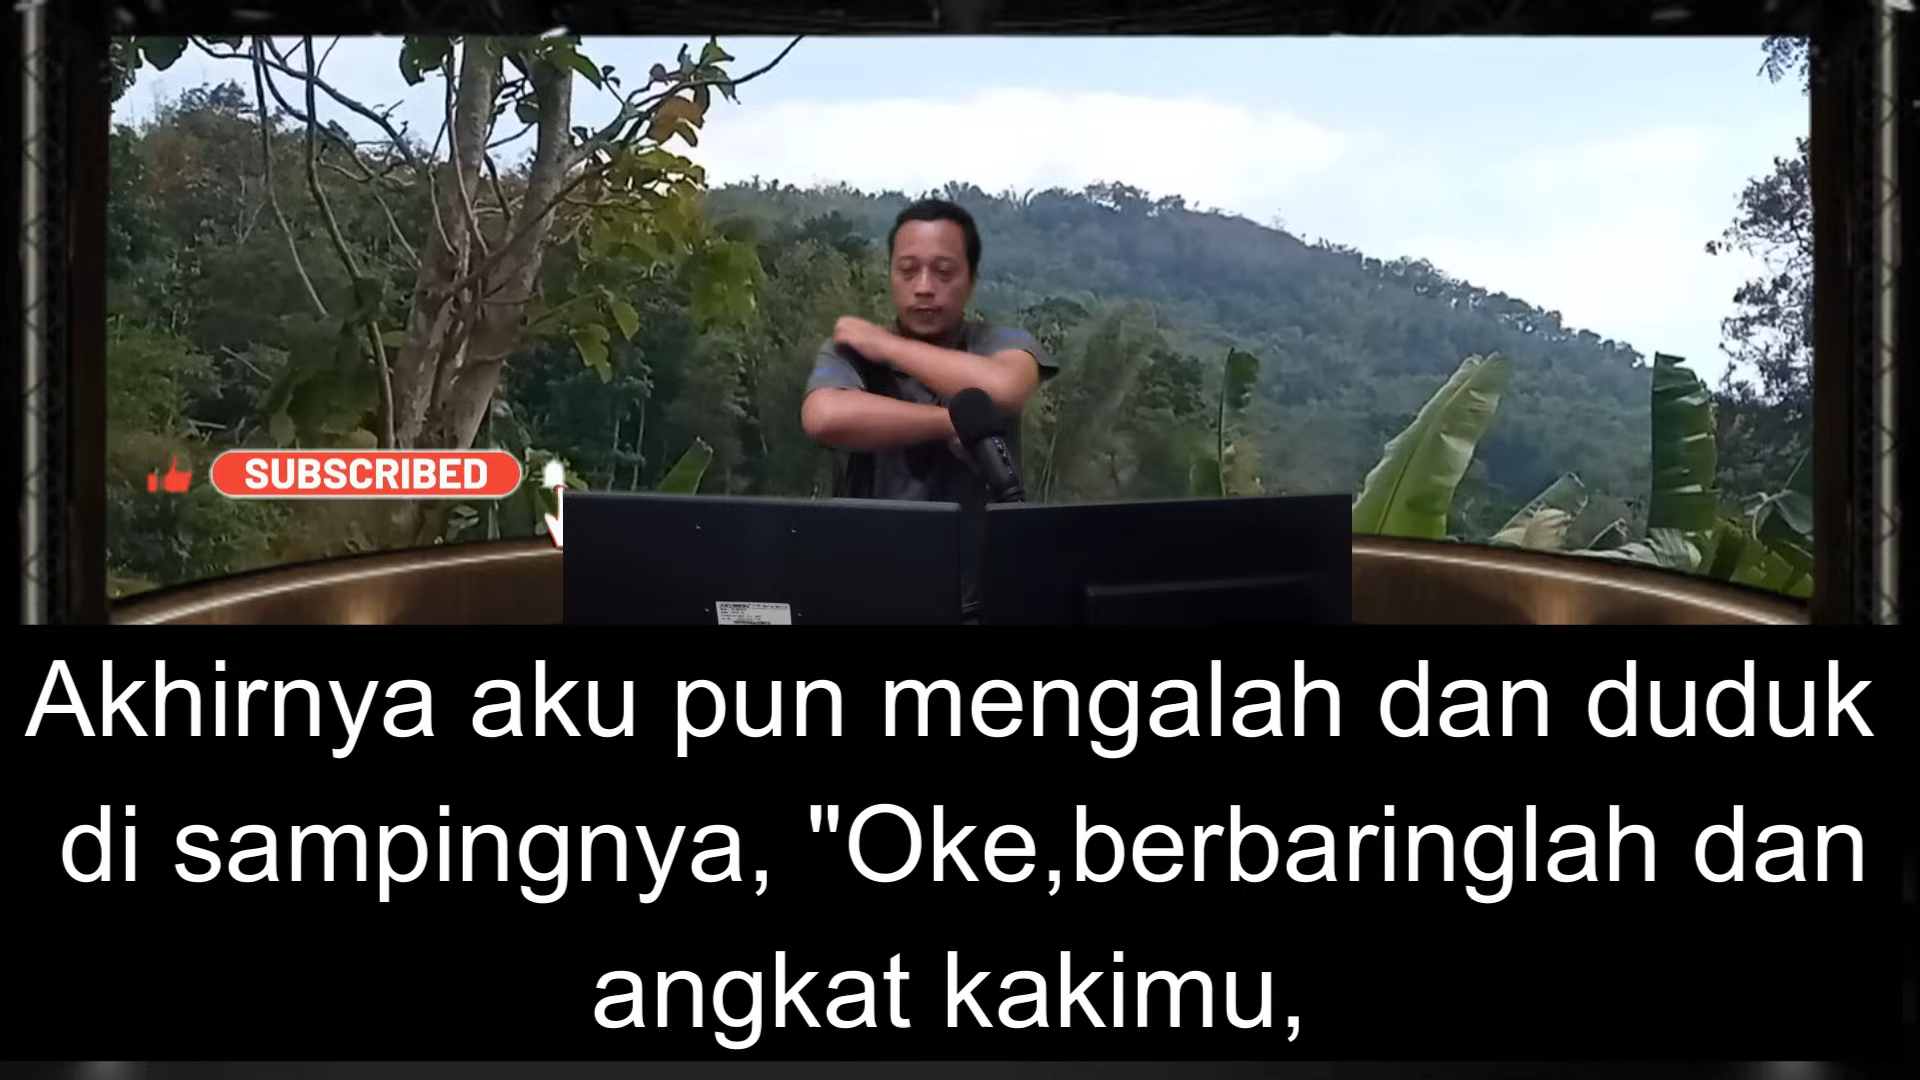 SUBSCRIBED
Akhirnya aku pun mengalah dan duduk
di sampingnya, "Oke,berbaringlah dan
angkat kakimu,